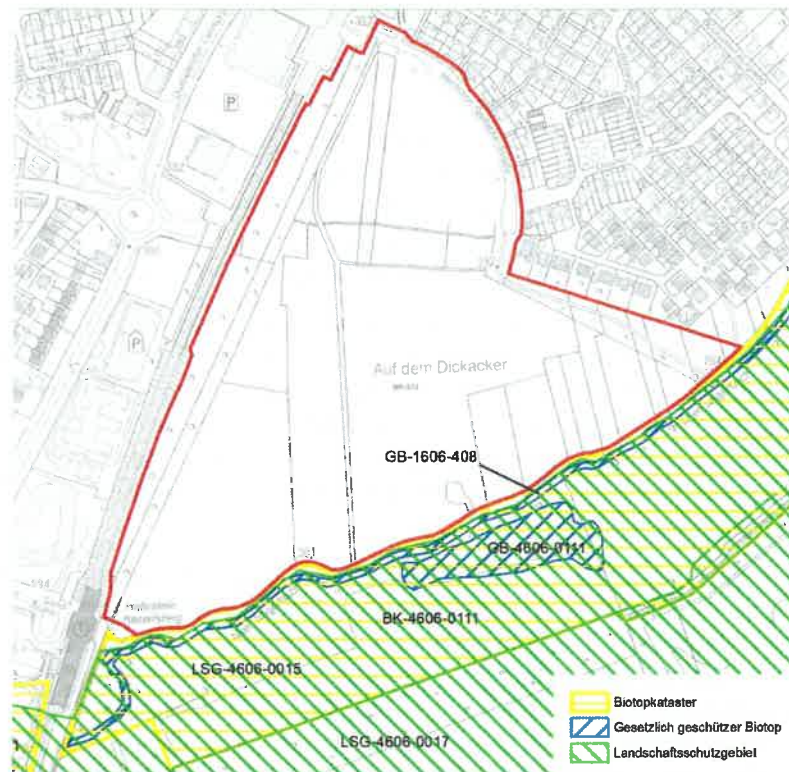 P
P
Auf dem Dickacker
GB-1606-408
GB-4606-0111
BK-4606-0111
LSG-4606-0015
LSG-4606-0017
Biotopkataster
Gesetzlich geschützer Biotop
Landschaftsschutzgebiet